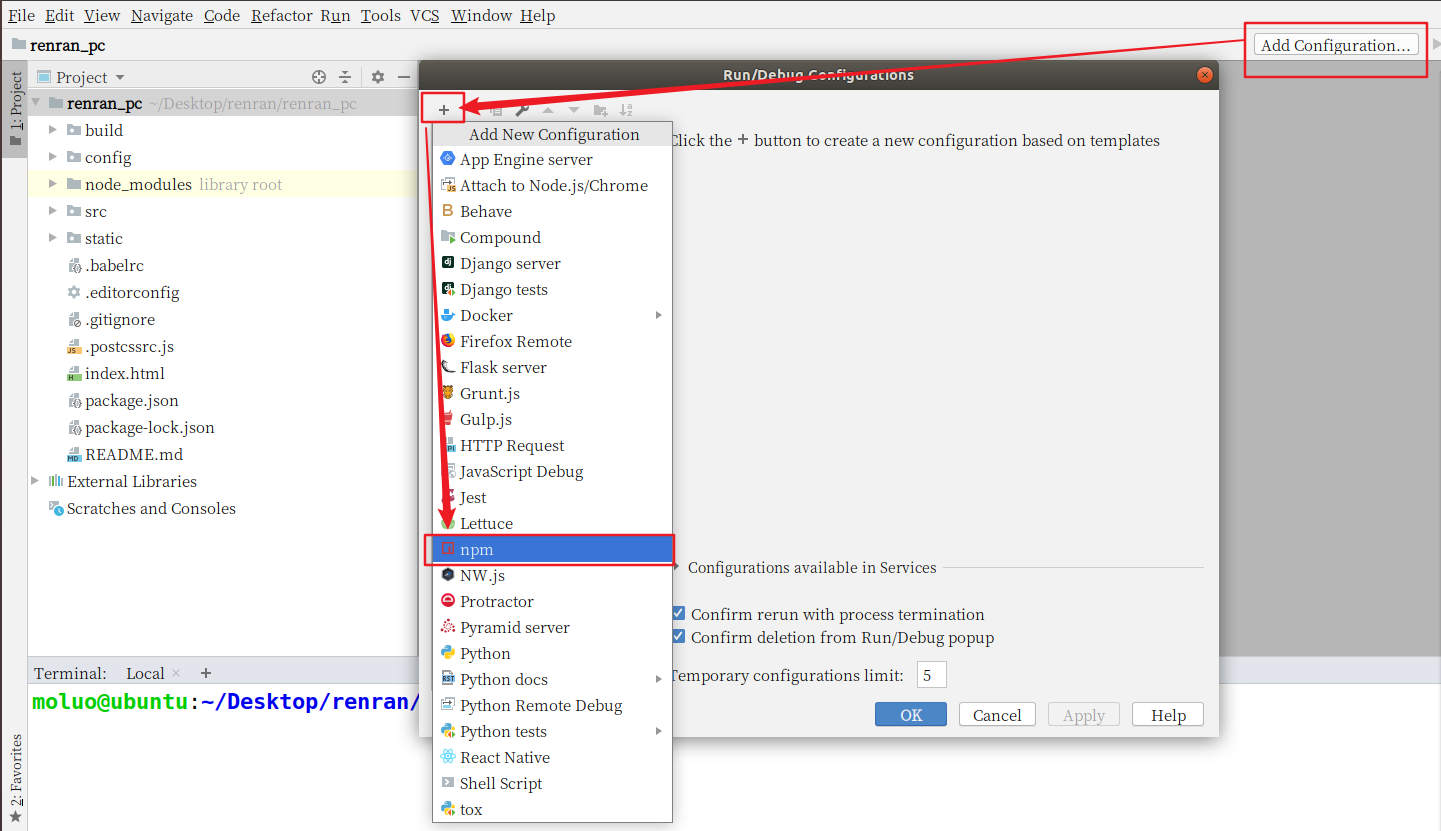 File Edit View Navigate Code Refactor Run Tools VCS Window Help
renran_pc
Add Configuration...
1: Project
Project
renran_pc ~/Desktop/renran/renran_pc
build
config
node_modules library root
src
static
.babelrc
.editorconfig
.gitignore
.postcssrc.js
index.html
package.json
package-lock.json
README.md
External Libraries
Scratches and Consoles
Run/Debug Configurations
Click the + button to create a new configuration based on templates
Add New Configuration
App Engine server
Attach to Node.js/Chrome
Behave
Compound
Django server
Django tests
Docker
Firefox Remote
Flask server
Grunt.js
Gulp.js
HTTP Request
JavaScript Debug
Jest
Lettuce
npm
NW.js
Protractor
Pyramid server
Python
Python docs
Python Remote Debug
Python tests
React Native
Shell Script
tox
Configurations available in Services
Confirm rerun with process termination
Confirm deletion from Run/Debug popup
Temporary configurations limit: 5
OK Cancel Apply Help
Terminal: Local × +
moluo@ubuntu:~/Desktop/renran/
2: Favorites